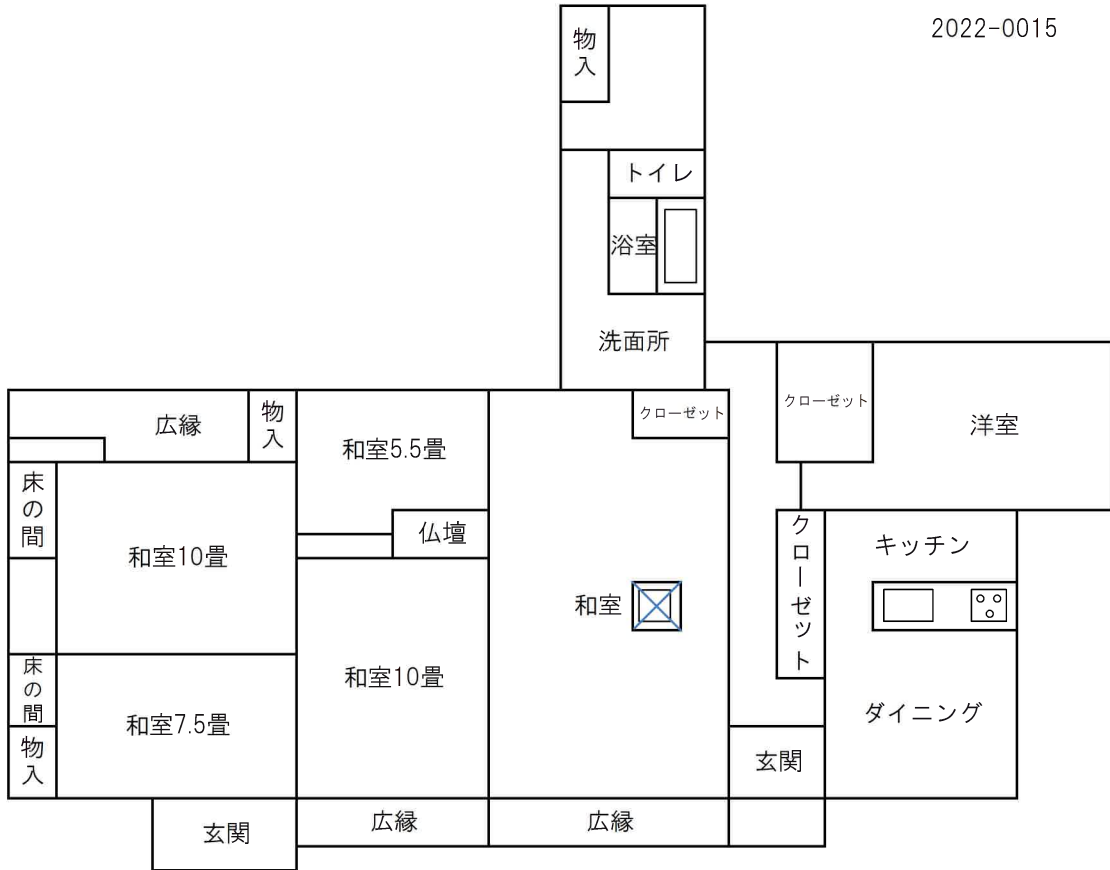 2022-0015
物入
トイレ
浴室
洗面所
クローゼット
洋室
クローゼット
広縁
物入
和室5.5畳
床の間
和室10畳
仏壇
クローゼット
キッチン
和室
和室10畳
床の間
和室7.5畳
ダイニング
物入
玄関
玄関
広縁
広縁